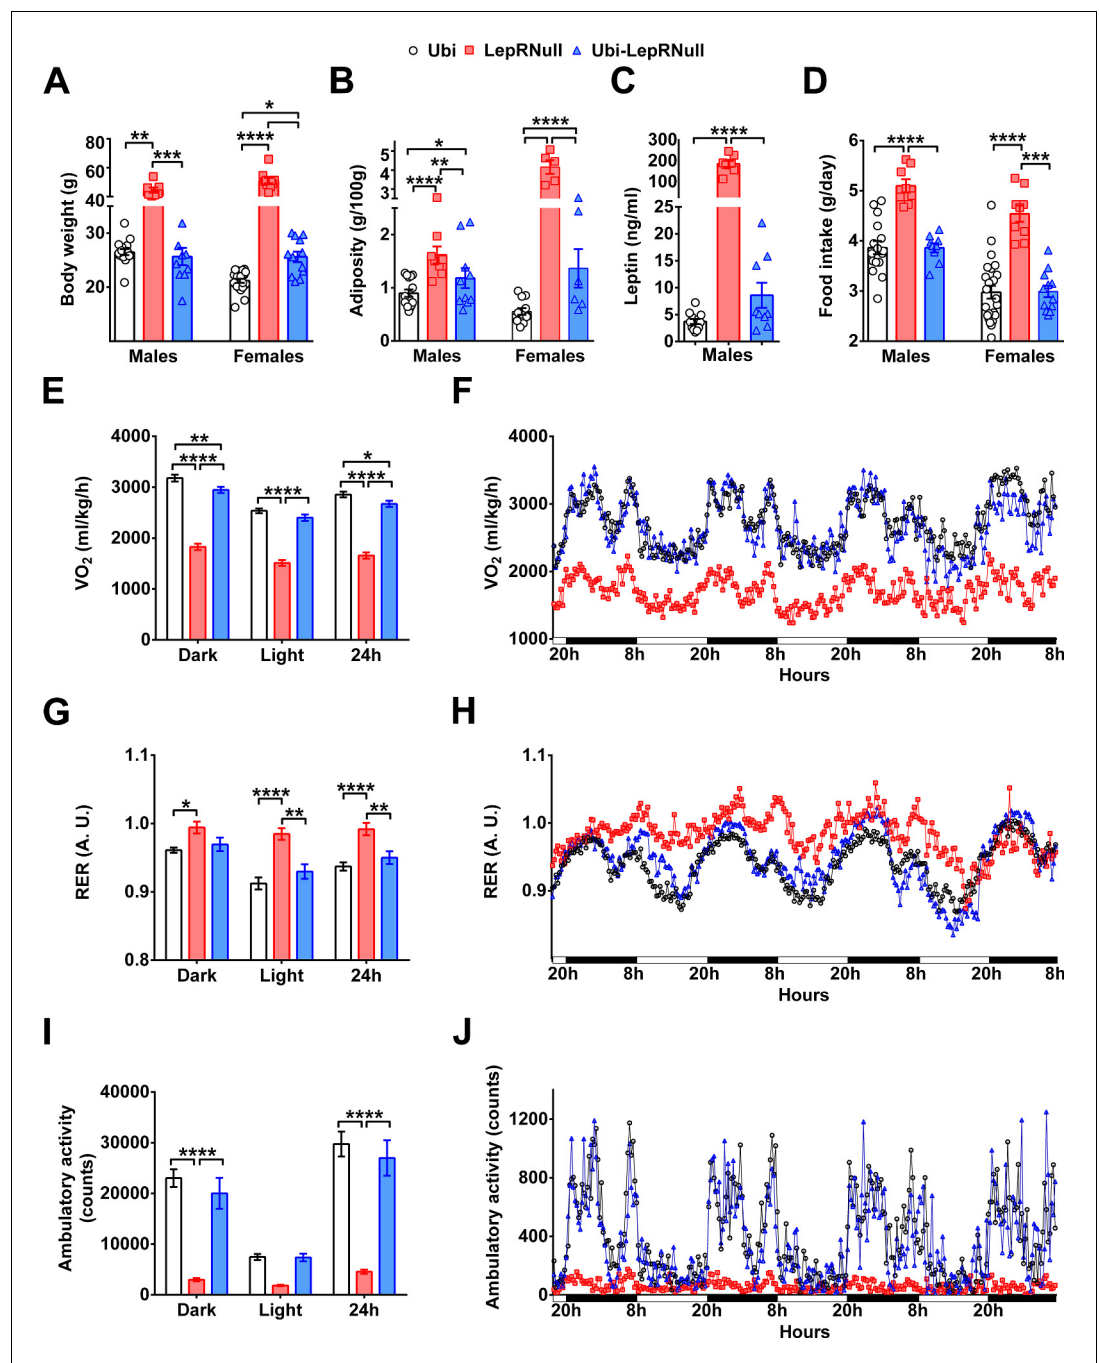 Ubi LepRNull Ubi-LepRNull
A B C D
Body weight (g)
80
60
40
30
20
** *** **** *
Males Females
Adiposity (g/100g)
5
4
3
2
2
1
0
* ** **** ****
Males Females
Leptin (ng/ml)
300
200
100
25
20
15
10
5
0
****
Males
Food intake (g/day)
6
5
4
3
2
**** **** ***
Males Females
E F
VO2 (ml/kg/h)
4000
3000
2000
1000
0
** **** **** * ****
Dark Light 24h
VO2 (ml/kg/h)
4000
3000
2000
1000
20h 8h 20h 8h 20h 8h 20h 8h
Hours
G H
RER (A. U.)
1.1
1.0
0.9
0.8
* **** ** **** **
Dark Light 24h
RER (A. U.)
1.1
1.0
0.9
20h 8h 20h 8h 20h 8h 20h 8h
Hours
I J
Ambulatory activity
(counts)
40000
30000
20000
10000
0
**** ****
Dark Light 24h
Ambulatory activity (counts)
1200
800
400
0
20h 8h 20h 8h 20h 8h 20h
Hours